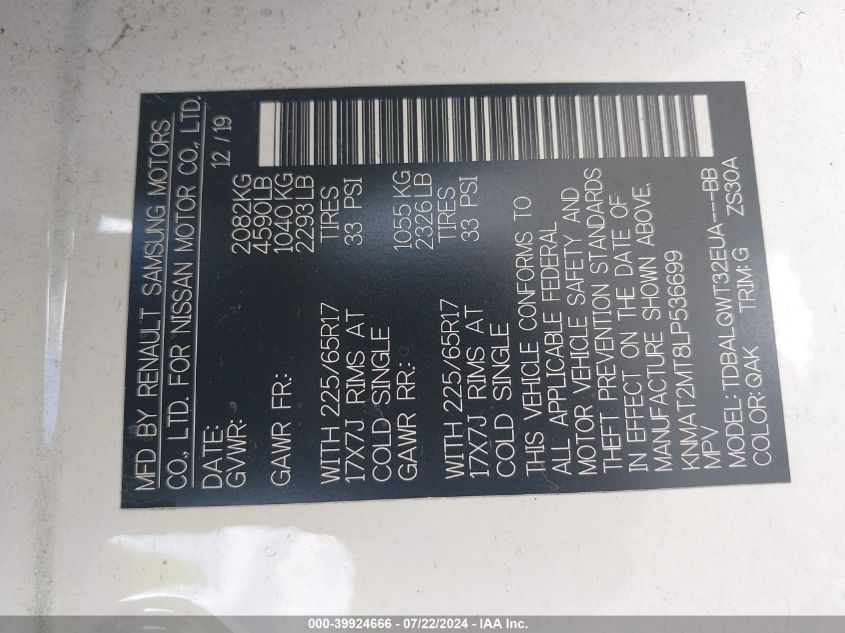 MFD BY RENAULT SAMSUNG MOTORS
CO., LTD. FOR NISSAN MOTOR CO., LTD.
DATE: 12 / 19
GVWR: 2082KG
4590LB
GAWR FR: 1040 KG
2293 LB
WITH 225/65R17 TIRES
17X7J RIMS AT 33 PSI
COLD SINGLE
GAWR RR: 1055 KG
2326 LB
WITH 225/65R17 TIRES
17X7J RIMS AT 33 PSI
COLD SINGLE
THIS VEHICLE CONFORMS TO
ALL APPLICABLE FEDERAL
MOTOR VEHICLE SAFETY AND
THEFT PREVENTION STANDARDS
IN EFFECT ON THE DATE OF
MANUFACTURE SHOWN ABOVE.
KNMAT2MT8LP536699
MPV
MODEL: TDBALQWT32EUA---BB
COLOR: QAK TRIM: G ZS30A
000-39924666 - 07/22/2024 - IAA Inc.